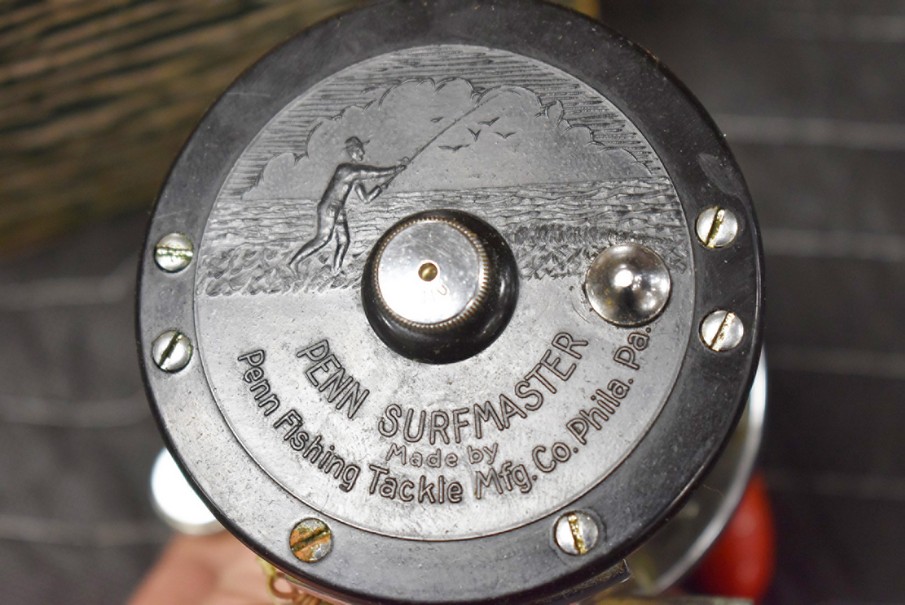 PENN SURFMASTER
Made by
Penn Fishing Tackle Mfg. Co. Phila. Pa.